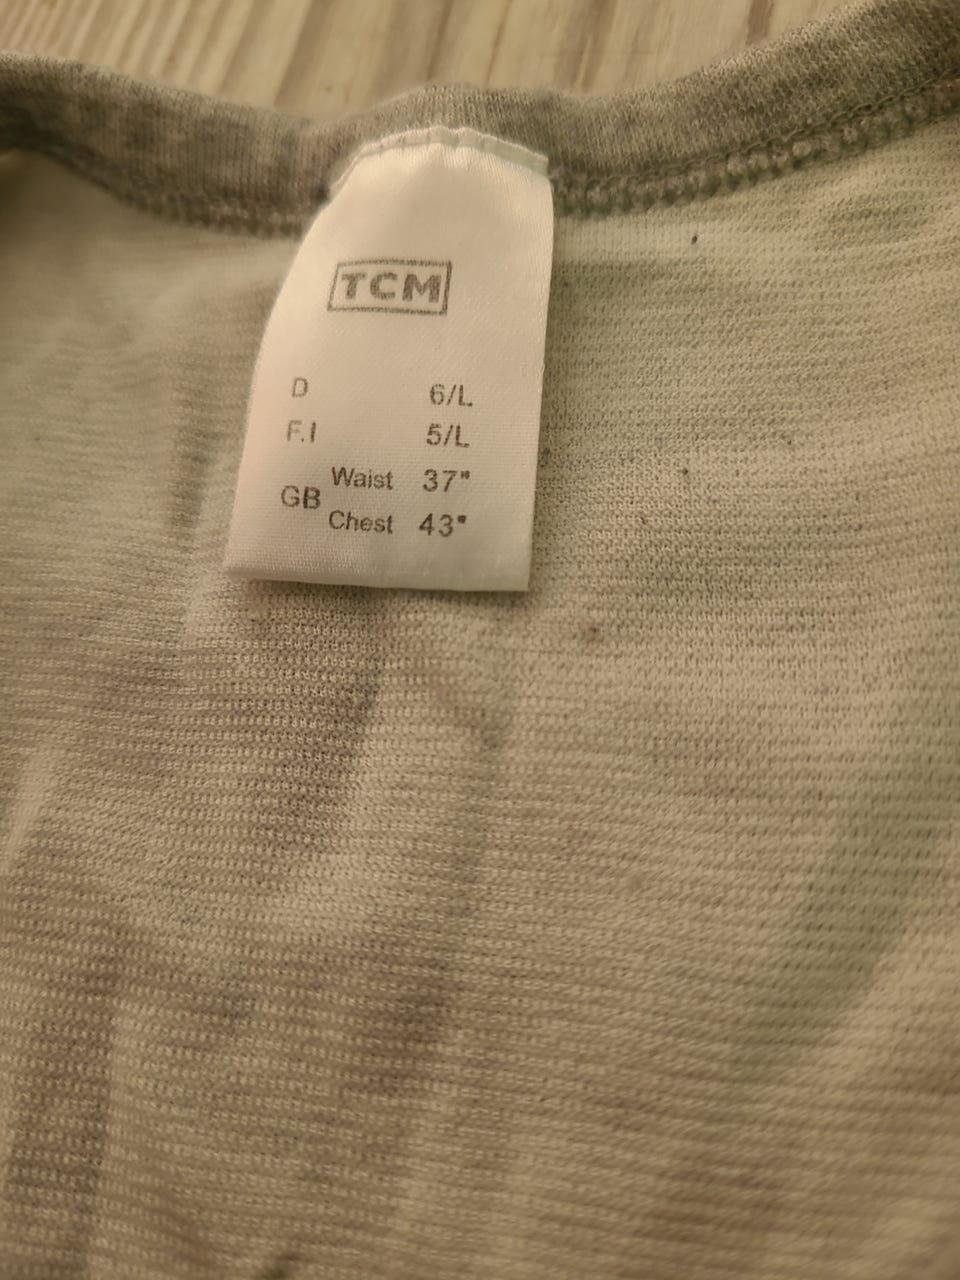 TCM
D 6/L
F.I 5/L
GB Waist 37"
Chest 43"